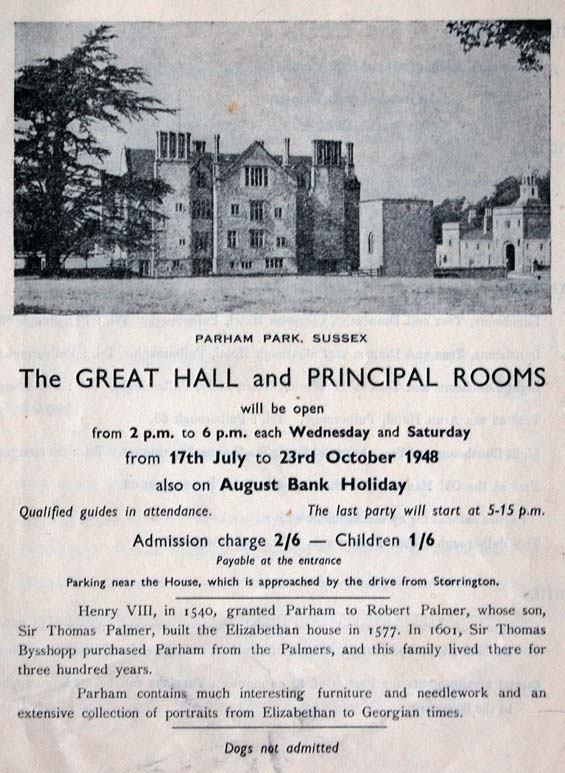 PARHAM PARK, SUSSEX
The GREAT HALL and PRINCIPAL ROOMS
will be open
from 2 p.m. to 6 p.m. each Wednesday and Saturday
from 17th July to 23rd October 1948
also on August Bank Holiday
Qualified guides in attendance. The last party will start at 5-15 p.m.
Admission charge 2/6 — Children 1/6
Payable at the entrance
Parking near the House, which is approached by the drive from Storrington.
Henry VIII, in 1540, granted Parham to Robert Palmer, whose son,
Sir Thomas Palmer, built the Elizabethan house in 1577. In 1601, Sir Thomas
Bysshopp purchased Parham from the Palmers, and this family lived there for
three hundred years.
Parham contains much interesting furniture and needlework and an
extensive collection of portraits from Elizabethan to Georgian times.
Dogs not admitted